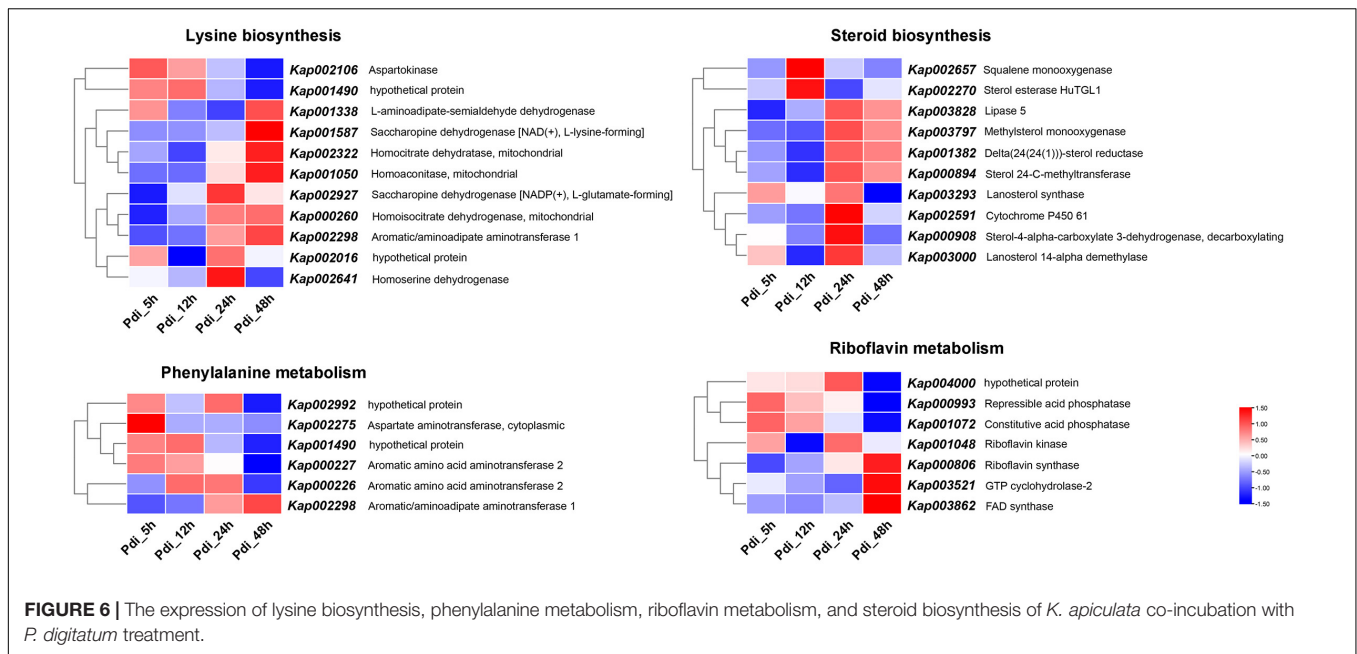 Lysine biosynthesis
Kap002106 Aspartokinase
Kap001490 hypothetical protein
Kap001338 L-aminoadipate-semialdehyde dehydrogenase
Kap001587 Saccharopine dehydrogenase [NAD(+), L-lysine-forming]
Kap002322 Homocitrate dehydratase, mitochondrial
Kap001050 Homoaconitase, mitochondrial
Kap002927 Saccharopine dehydrogenase [NADP(+), L-glutamate-forming]
Kap000260 Homoisocitrate dehydrogenase, mitochondrial
Kap002298 Aromatic/aminoadipate aminotransferase 1
Kap002016 hypothetical protein
Kap002641 Homoserine dehydrogenase
Pdi_5h Pdi_12h Pdi_24h Pdi_48h
Steroid biosynthesis
Kap002657 Squalene monooxygenase
Kap002270 Sterol esterase HuTGL1
Kap003828 Lipase 5
Kap003797 Methylsterol monooxygenase
Kap001382 Delta(24(24(1)))-sterol reductase
Kap000894 Sterol 24-C-methyltransferase
Kap003293 Lanosterol synthase
Kap002591 Cytochrome P450 61
Kap000908 Sterol-4-alpha-carboxylate 3-dehydrogenase, decarboxylating
Kap003000 Lanosterol 14-alpha demethylase
Pdi_5h Pdi_12h Pdi_24h Pdi_48h
Phenylalanine metabolism
Kap002992 hypothetical protein
Kap002275 Aspartate aminotransferase, cytoplasmic
Kap001490 hypothetical protein
Kap000227 Aromatic amino acid aminotransferase 2
Kap000226 Aromatic amino acid aminotransferase 2
Kap002298 Aromatic/aminoadipate aminotransferase 1
Pdi_5h Pdi_12h Pdi_24h Pdi_48h
Riboflavin metabolism
Kap004000 hypothetical protein
Kap000993 Repressible acid phosphatase
Kap001072 Constitutive acid phosphatase
Kap001048 Riboflavin kinase
Kap000806 Riboflavin synthase
Kap003521 GTP cyclohydrolase-2
Kap003862 FAD synthase
Pdi_5h Pdi_12h Pdi_24h Pdi_48h
1.50
1.00
0.50
0.00
-0.50
-1.00
-1.50
FIGURE 6 | The expression of lysine biosynthesis, phenylalanine metabolism, riboflavin metabolism, and steroid biosynthesis of K. apiculata co-incubation with
P. digitatum treatment.